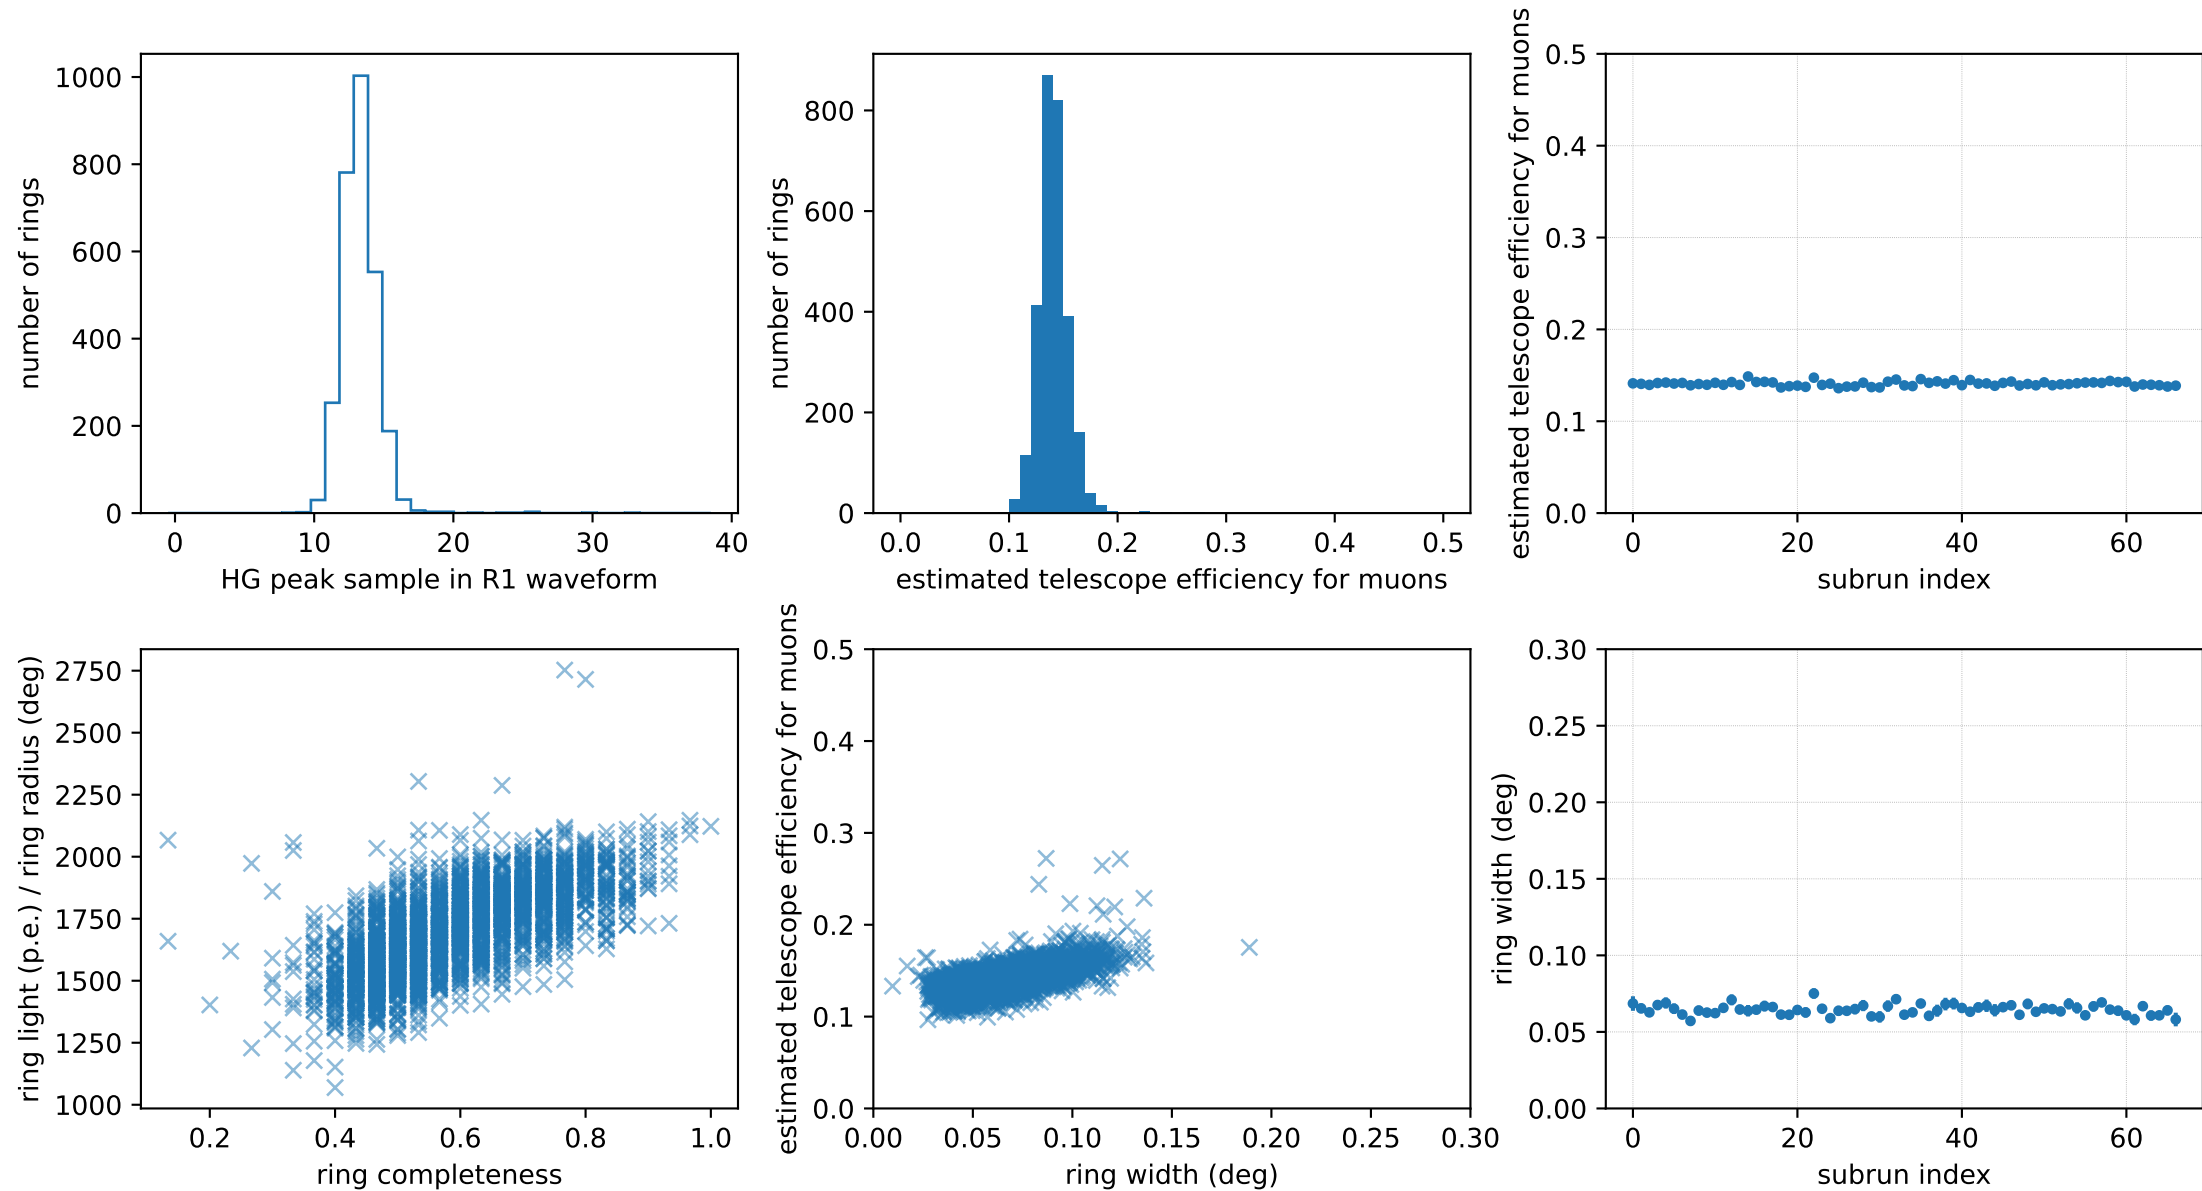 number of rings
1000
800
600
400
200
0
0 10 20 30 40
HG peak sample in R1 waveform
number of rings
800
600
400
200
0
0.0 0.1 0.2 0.3 0.4 0.5
estimated telescope efficiency for muons
estimated telescope efficiency for muons
0.5
0.4
0.3
0.2
0.1
0.0
0 20 40 60
subrun index
ring light (p.e.) / ring radius (deg)
2750
2500
2250
2000
1750
1500
1250
1000
0.2 0.4 0.6 0.8 1.0
ring completeness
estimated telescope efficiency for muons
0.5
0.4
0.3
0.2
0.1
0.0
0.00 0.05 0.10 0.15 0.20 0.25 0.30
ring width (deg)
ring width (deg)
0.30
0.25
0.20
0.15
0.10
0.05
0.00
0 20 40 60
subrun index